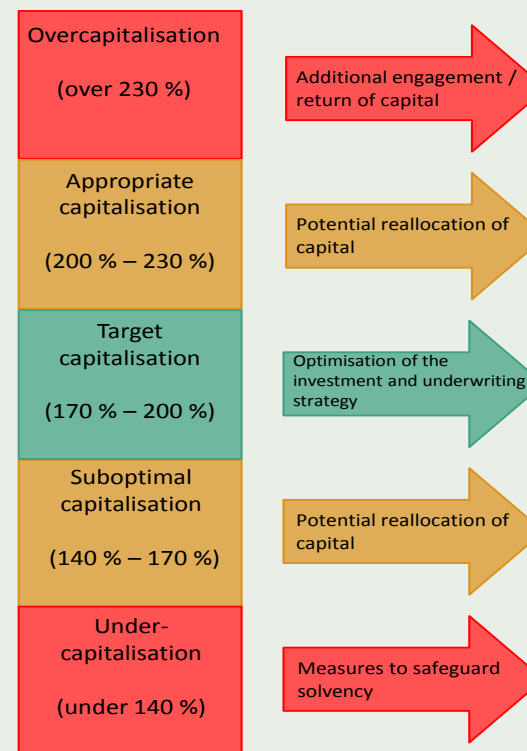 Overcapitalisation
(over 230 %)
Additional engagement /
return of capital
Appropriate
capitalisation
(200 % – 230 %)
Potential reallocation of
capital
Target
capitalisation
(170 % – 200 %)
Optimisation of the
investment and underwriting
strategy
Suboptimal
capitalisation
(140 % – 170 %)
Potential reallocation of
capital
Under-
capitalisation
(under 140 %)
Measures to safeguard
solvency